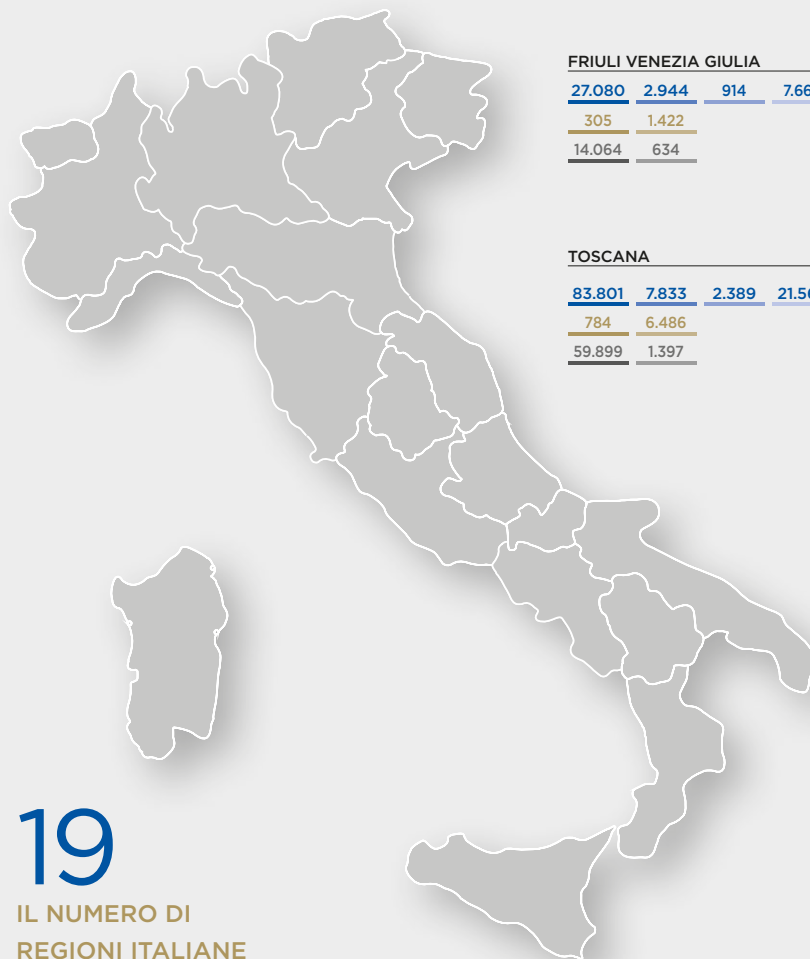 FRIULI VENEZIA GIULIA
27.080 2.944 914
305 1.422
14.064 634
TOSCANA
83.801 7.833 2.389
784 6.486
59.899 1.397
19
IL NUMERO DI
REGIONI ITALIANE